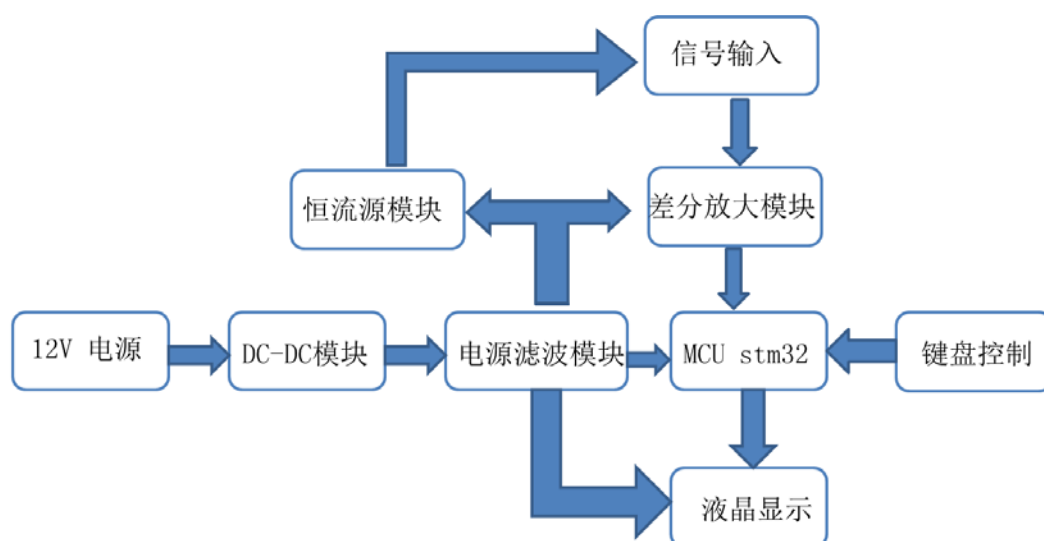 信号输入
恒流源模块
差分放大模块
12V 电源
DC-DC模块
电源滤波模块
MCU stm32
键盘控制
液晶显示